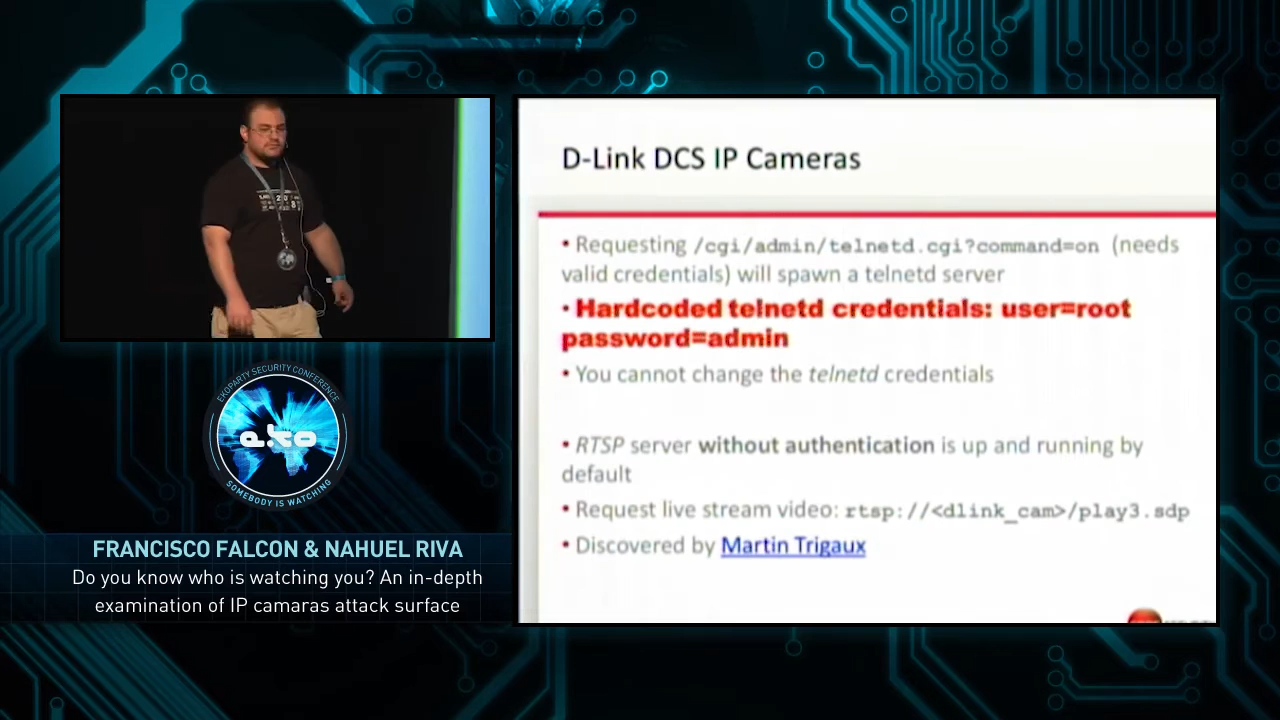 D-Link DCS IP Cameras
• Requesting /cgi/admin/telnetd.cgi?command=on (needs
valid credentials) will spawn a telnetd server
• Hardcoded telnetd credentials: user=root
password=admin
• You cannot change the telnetd credentials
• RTSP server without authentication is up and running by
default
• Request live stream video: rtsp://<dlink_cam>/play3.sdp
• Discovered by Martin Trigaux
EKOPARTY SECURITY CONFERENCE
eko
SOMEBODY IS WATCHING
FRANCISCO FALCON & NAHUEL RIVA
Do you know who is watching you? An in-depth
examination of IP camaras attack surface